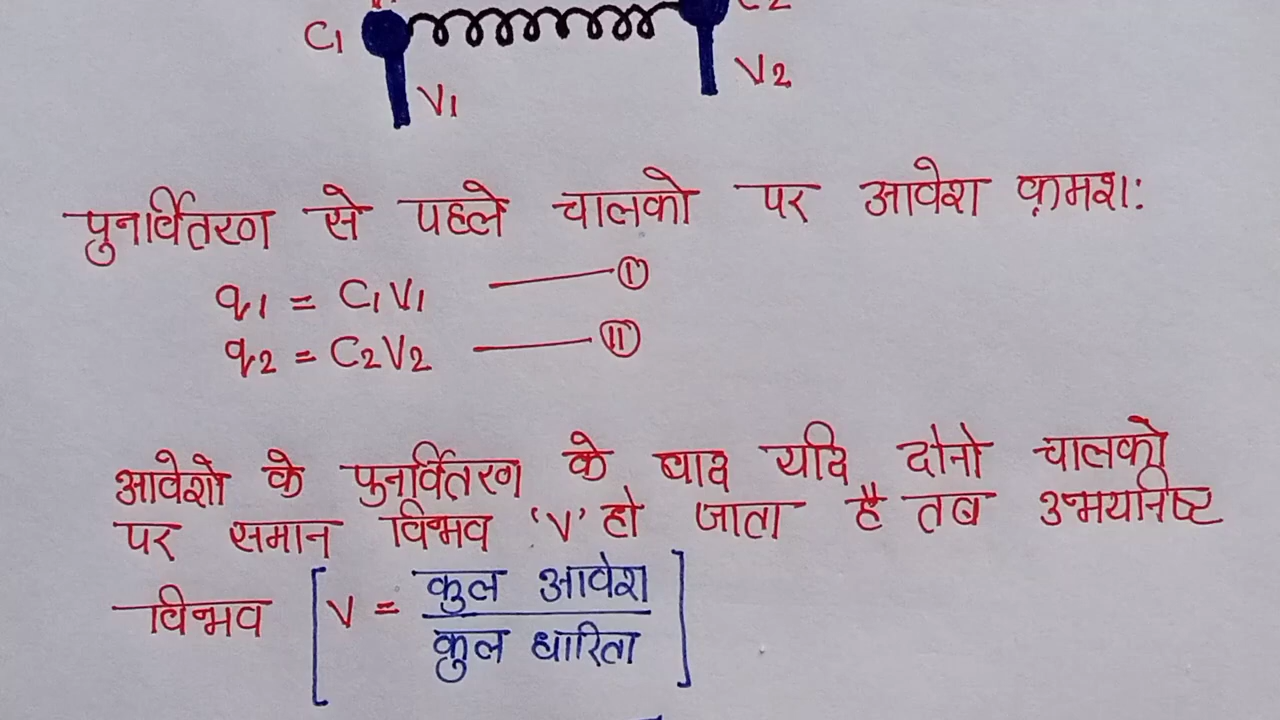 C1
V1
V2
पुनर्वितरण से पहले चालको पर आवेश क्रमश:
q1 = C1V1 —— (I)
q2 = C2V2 —— (II)
आवेशो के पुनर्वितरण के बाद यदि दोनो चालको
पर समान विभव 'V' हो जाता है तब उभयनिष्ट
विभव [V = कुल आवेश
कुल धारिता]